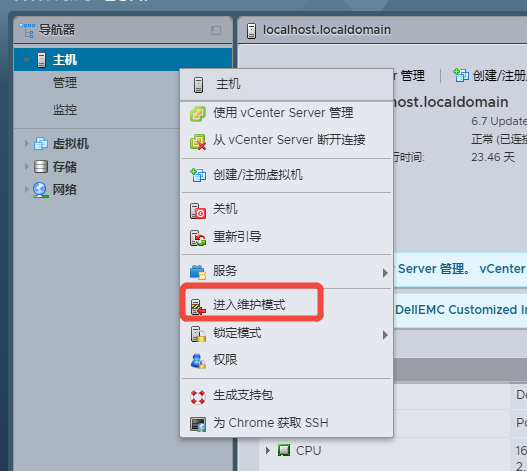 导航器
localhost.localdomain
主机
管理
监控
虚拟机
存储
网络
主机
使用 vCenter Server 管理
从 vCenter Server 断开连接
创建/注册虚拟机
关机
重新引导
服务
进入维护模式
锁定模式
权限
生成支持包
为 Chrome 获取 SSH
管理
创建/注册
host.localdomain
6.7 Update
正常 (已连
行时间:
23.46 天
Server 管理。 vCenter
DellEMC Customized In
De
Po
CPU
16